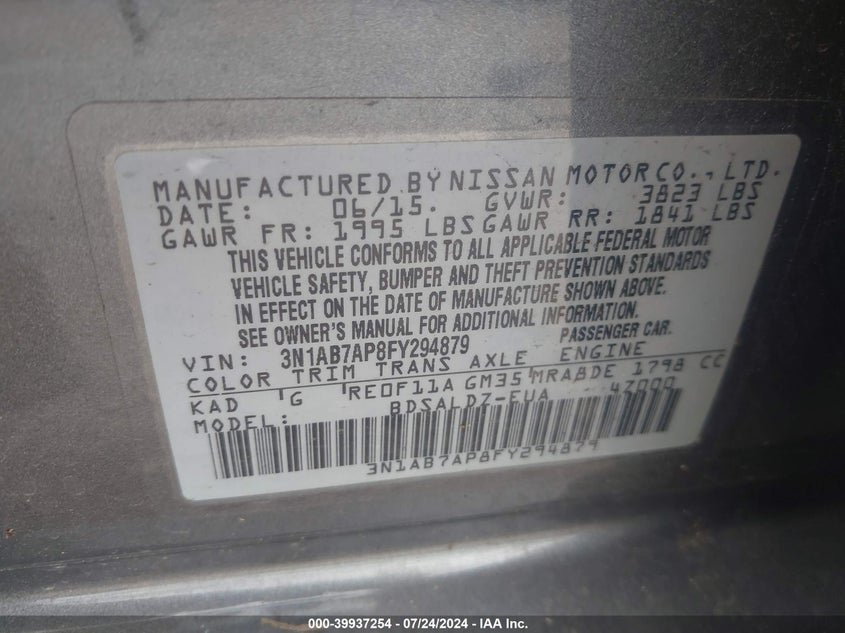 MANUFACTURED BY NISSAN MOTOR CO., LTD.
DATE: 06/15. GVWR: 3823 LBS
GAWR FR: 1995 LBS GAWR RR: 1841 LBS
THIS VEHICLE CONFORMS TO ALL APPLICABLE FEDERAL MOTOR
VEHICLE SAFETY, BUMPER AND THEFT PREVENTION STANDARDS
IN EFFECT ON THE DATE OF MANUFACTURE SHOWN ABOVE.
SEE OWNER'S MANUAL FOR ADDITIONAL INFORMATION.
VIN: 3N1AB7AP8FY294879 PASSENGER CAR.
COLOR TRIM TRANS AXLE ENGINE
KAD G RE0F11A GM35 MRA8DE 1798 CC
MODEL: BDSALDZ-EUA 4Z000
3N1AB7AP8FY294879
000-39937254 / 07/24/2024 - IAA Inc.